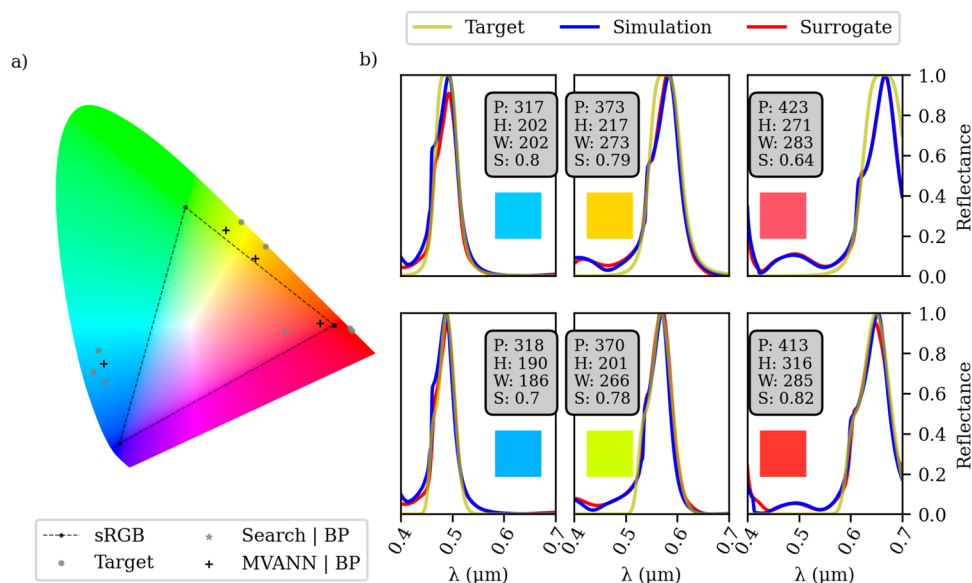 Target Simulation Surrogate
a)
b)
P: 317
H: 202
W: 202
S: 0.8
P: 373
H: 217
W: 273
S: 0.79
P: 423
H: 271
W: 283
S: 0.64
1.0
0.8
0.6
0.4
0.2
0.0
Reflectance
P: 318
H: 190
W: 186
S: 0.7
P: 370
H: 201
W: 266
S: 0.78
P: 413
H: 316
W: 285
S: 0.82
1.0
0.8
0.6
0.4
0.2
0.0
Reflectance
0.4 0.5 0.6 0.7
0.4 0.5 0.6 0.7
0.4 0.5 0.6 0.7
λ (μm)
λ (μm)
λ (μm)
sRGB
Target
Search | BP
MVANN | BP